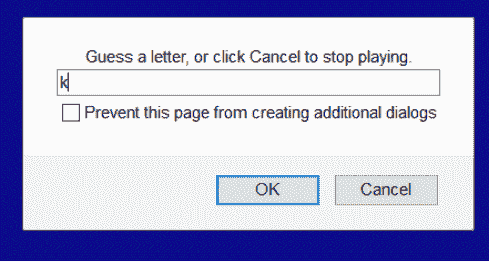 Guess a letter, or click Cancel to stop playing.
k
Prevent this page from creating additional dialogs
OK
Cancel